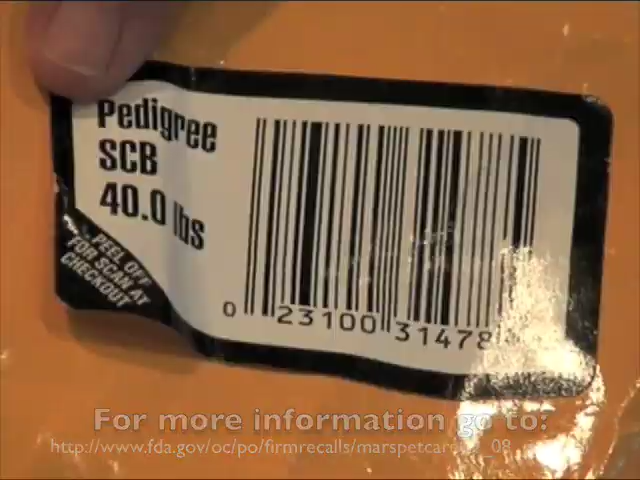 Pedigree
SCB
40.0 lbs
PEEL OFF
FOR SCAN AT
CHECKOUT
0 23100 31478
For more information go to:
http://www.fda.gov/oc/po/firmrecalls/marspetcare